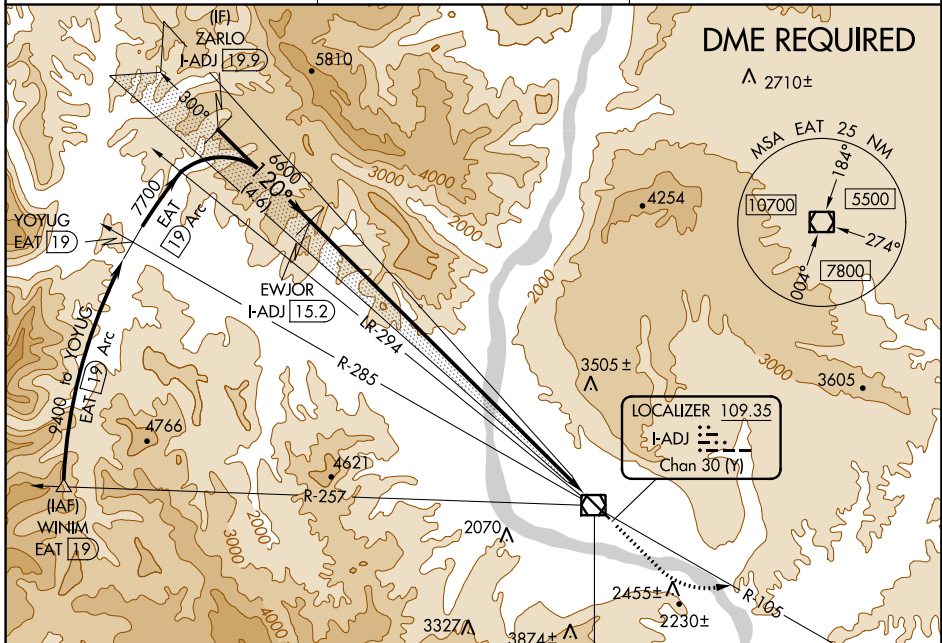 DME REQUIRED
(IF)
ZARLO
I-ADJ 19.9
5810
2710±
MSA EAT 25 NM
184°
10700
5500
274°
004°
7800
300°
6600
120°
(4.6)
3000
4000
2000
4254
7700
EAT
19 Arc
YOYUG
EAT 19
EWJOR
I-ADJ 15.2
LR-294
R-285
2000
3505±
3000
3605
9400 to YOYUG
EAT 19 Arc
4766
4621
R-257
LOCALIZER 109.35
I-ADJ
Chan 30 (Y)
(IAF)
WINIM
EAT 19
2000
3000
4000
2070
R-105
2455±
2230±
3327
3874±